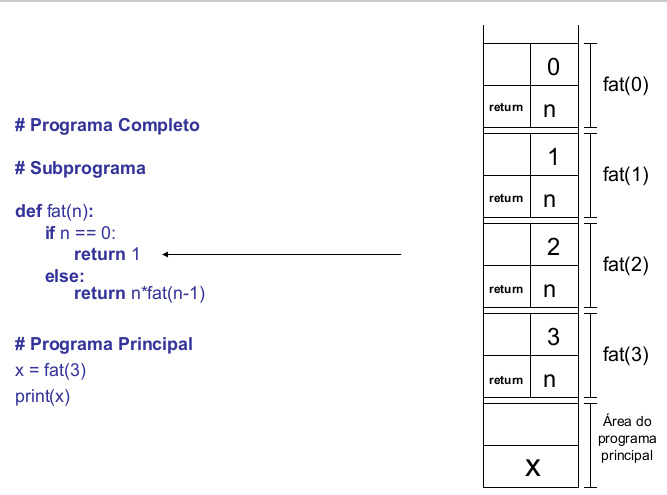 # Programa Completo
# Subprograma
def fat(n):
if n == 0:
return 1
else:
return n*fat(n-1)
# Programa Principal
x = fat(3)
print(x)
0
return n
fat(0)
1
return n
fat(1)
2
return n
fat(2)
3
return n
fat(3)
x
Área do
programa
principal